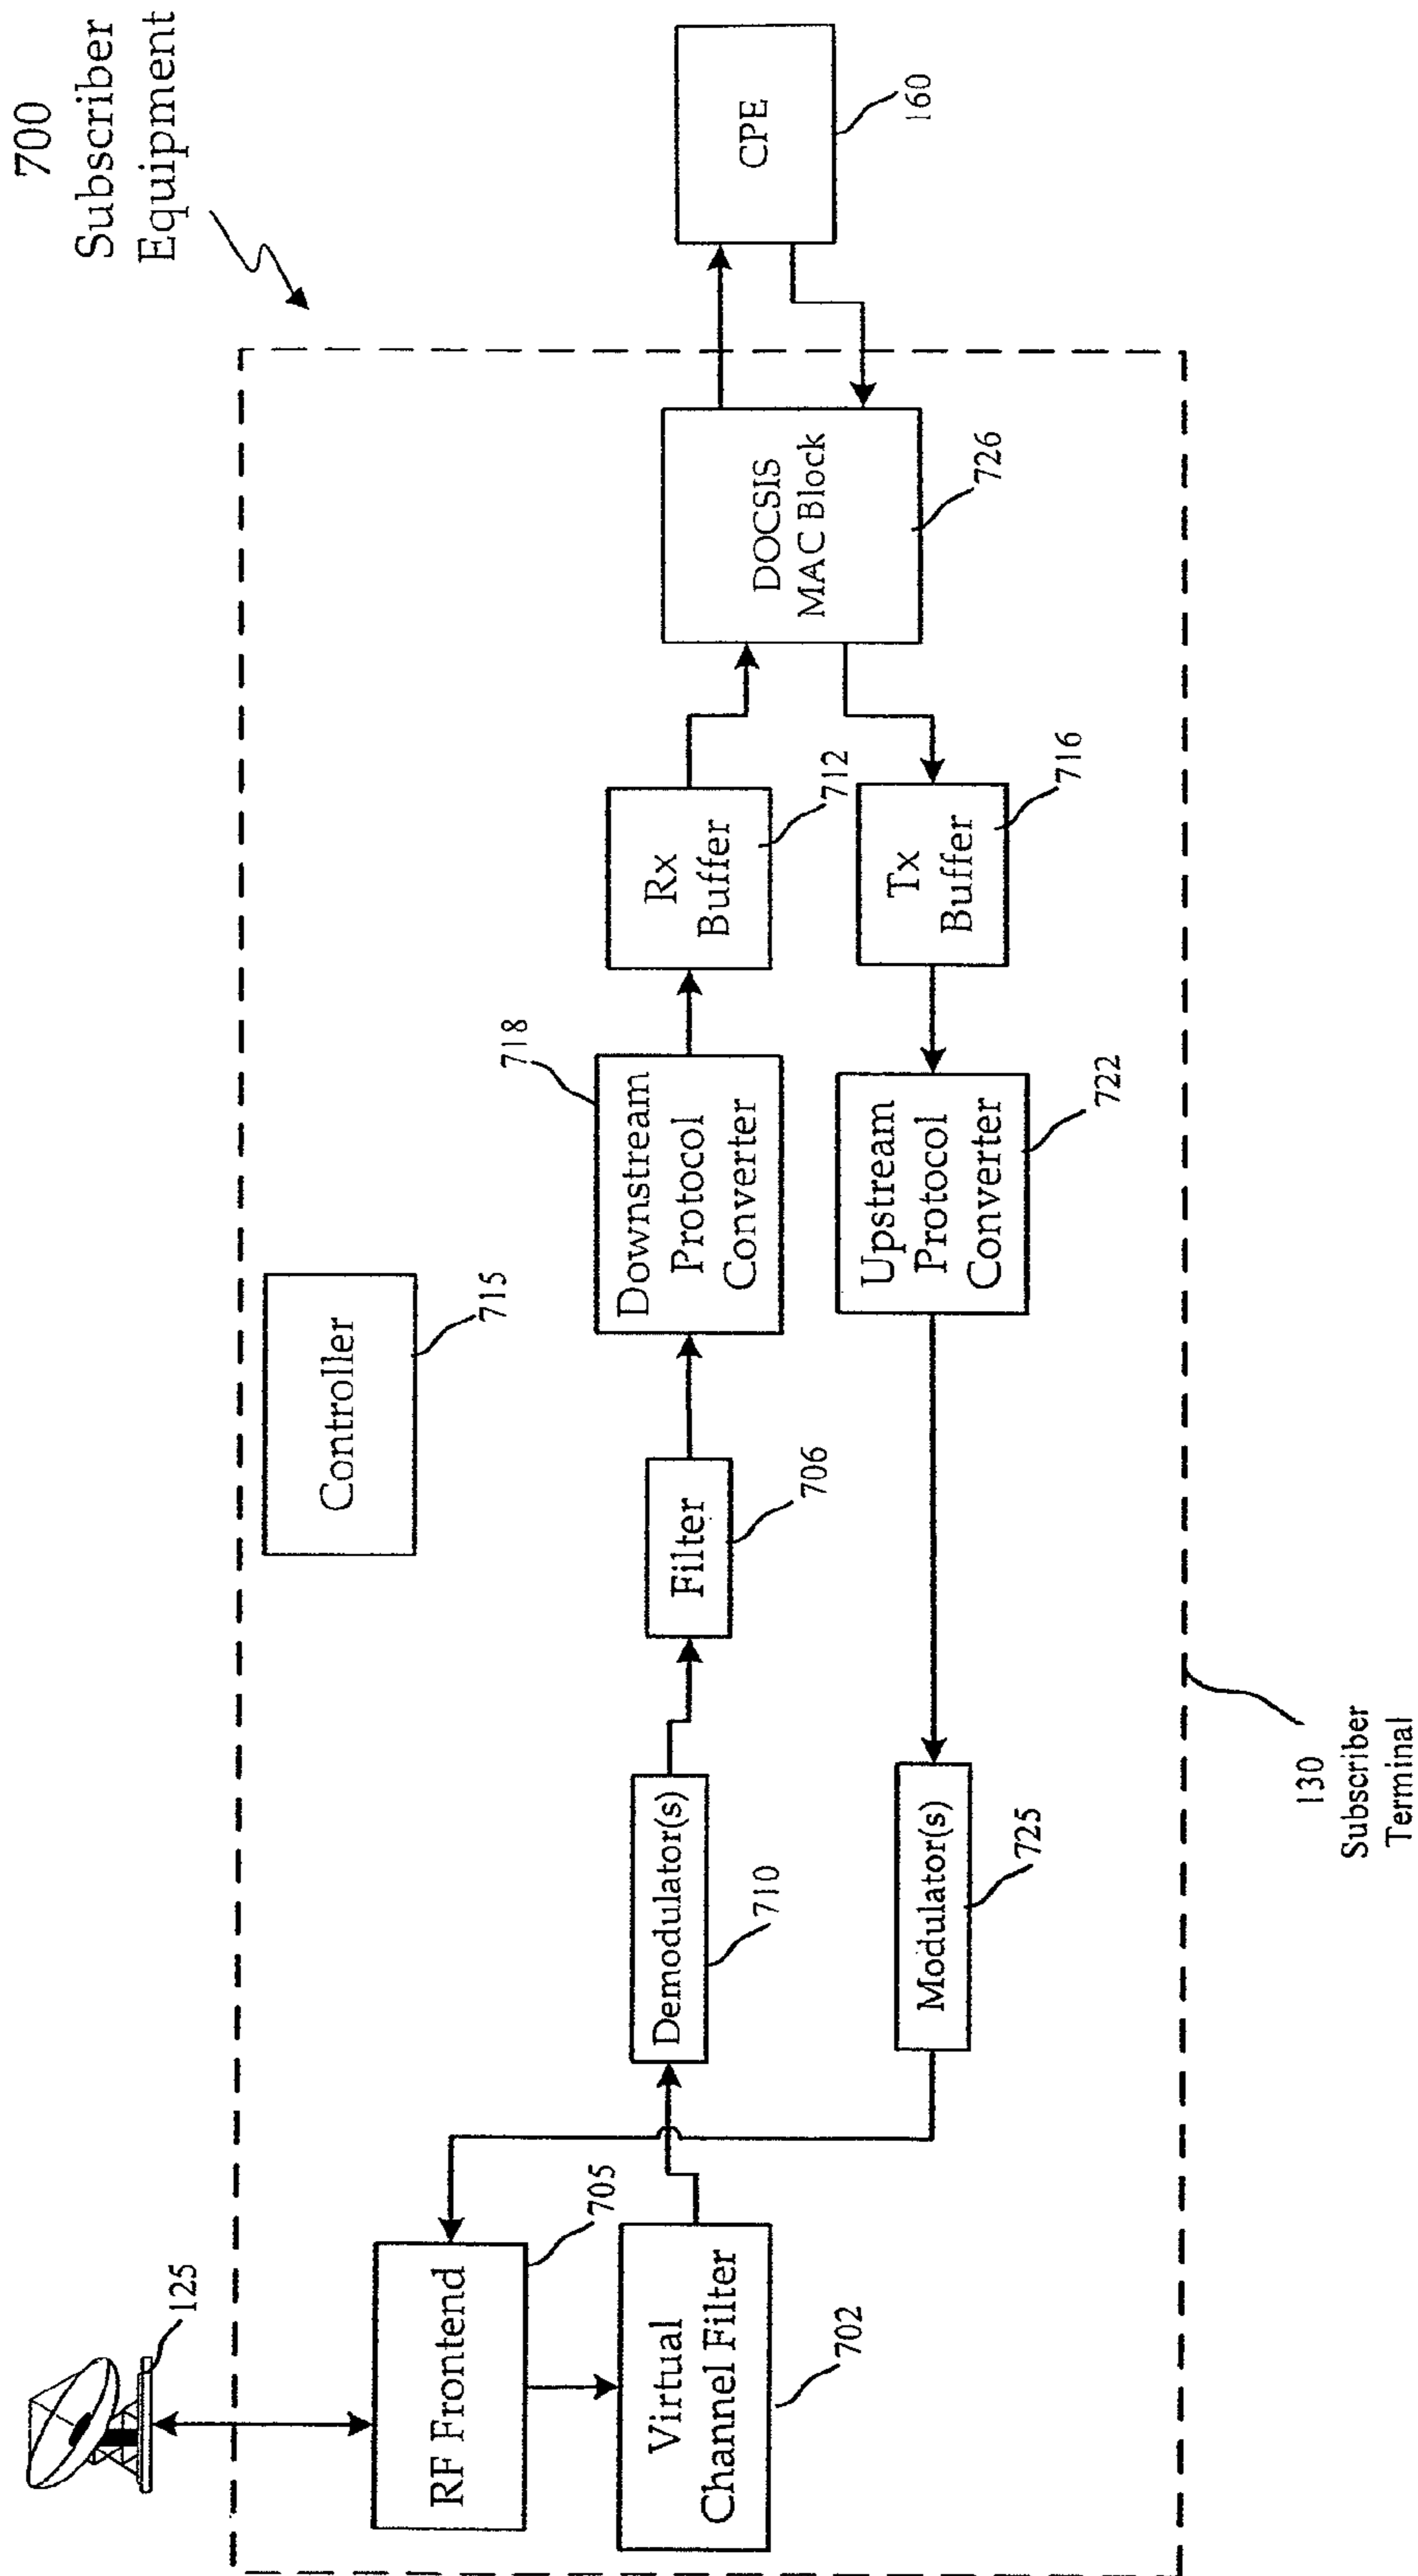 700
Subscriber
Equipment
125
RF Frontend
705
Virtual
Channel Filter
702
Demodulator(s)
710
Modulator(s)
725
Filter
706
Controller
715
Downstream
Protocol
Converter
718
Upstream
Protocol
Converter
722
Rx
Buffer
712
Tx
Buffer
716
DOCSIS
MAC Block
726
CPE
160
130
Subscriber
Terminal